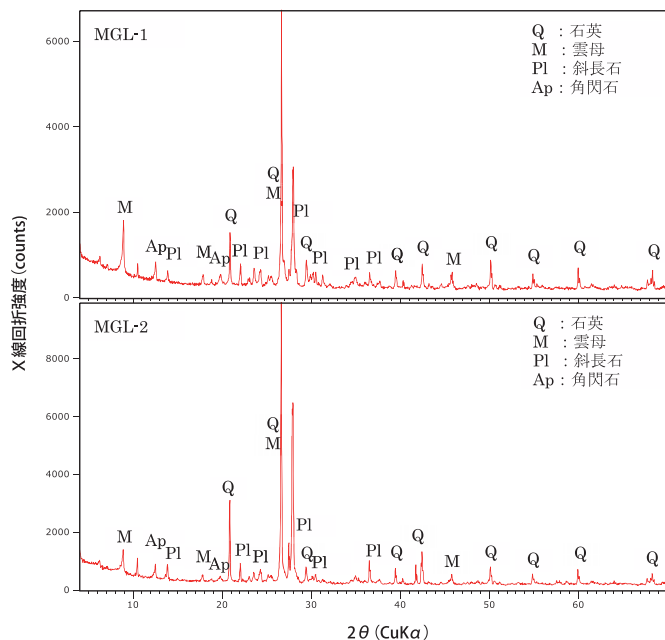 MGL-1
Q ：石英
M ：雲母
Pl ：斜長石
Ap：角閃石
6000
4000
2000
0
M
Ap
Pl
M
Ap
Q
Pl
Pl
Q
M
Pl
Q
Pl
Pl
Pl
Q
Q
M
Q
Q
Q
Q
X線回折強度(counts)
MGL-2
Q ：石英
M ：雲母
Pl ：斜長石
Ap：角閃石
8000
6000
4000
2000
0
M
Ap
Pl
M
Ap
Q
Pl
Pl
Q
M
Pl
Q
Pl
Pl
Q
Q
M
Q
Q
Q
Q
10 20 30 40 50 60
2θ(CuKα)